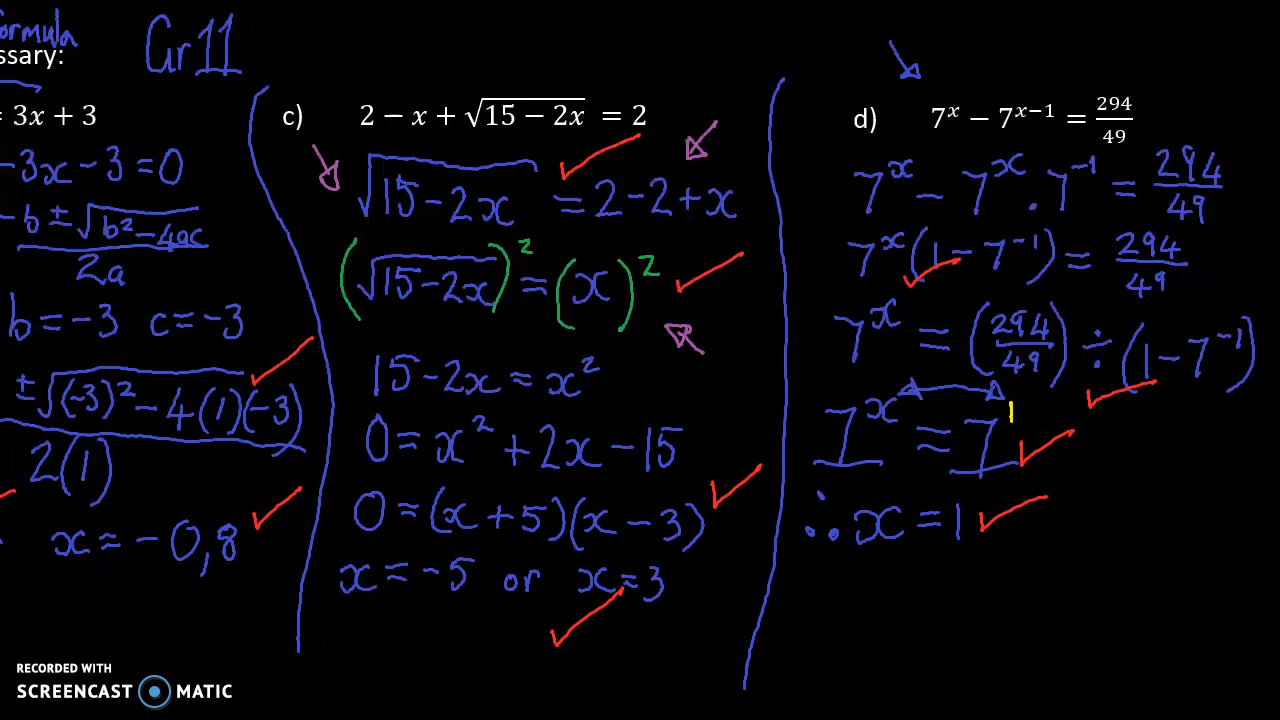 formula
ssary:
Gr 11
= 3x + 3
-3x - 3 = 0
-b ± √(b² - 4ac)
2a
b = -3 c = -3
± √((-3)² - 4(1)(-3))
2(1)
x = -0,8
c) 2 − x + √(15 − 2x) = 2
√(15 - 2x) = 2 - 2 + x
(√(15 - 2x))² = (x)²
15 - 2x = x²
0 = x² + 2x - 15
0 = (x + 5)(x - 3)
x = -5 or x = 3
d) 7^x − 7^(x−1) = 294/49
7^x - 7^x . 7^-1 = 294/49
7^x (1 - 7^-1) = 294/49
7^x = (294/49) ÷ (1 - 7^-1)
7^x = 7^1
∴ x = 1
RECORDED WITH
SCREENCAST MATIC